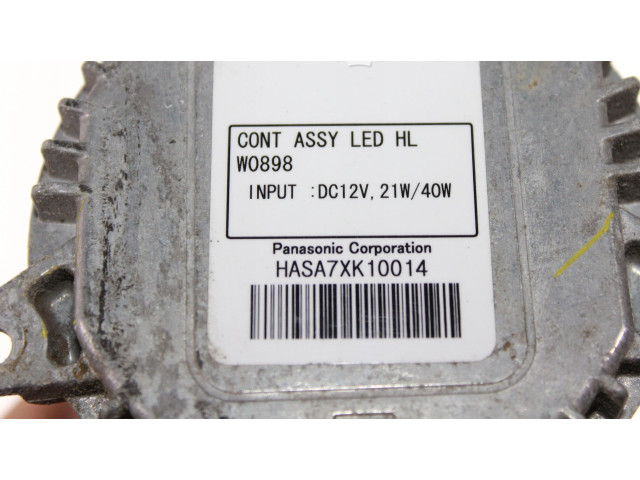 CONT ASSY LED HL
W0898
INPUT :DC12V, 21W/40W
Panasonic Corporation
HASA7XK10014